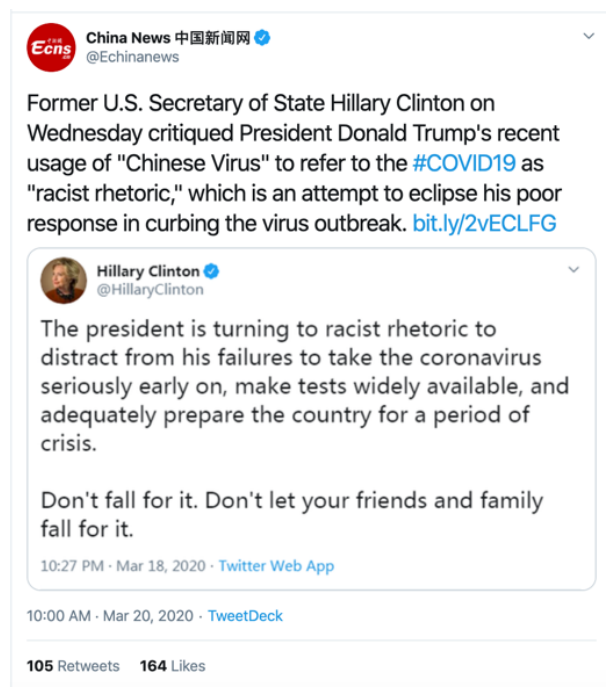 Ecns
China News 中国新闻网
@Echinanews
Former U.S. Secretary of State Hillary Clinton on
Wednesday critiqued President Donald Trump's recent
usage of "Chinese Virus" to refer to the #COVID19 as
"racist rhetoric," which is an attempt to eclipse his poor
response in curbing the virus outbreak. bit.ly/2vECLFG
Hillary Clinton
@HillaryClinton
The president is turning to racist rhetoric to
distract from his failures to take the coronavirus
seriously early on, make tests widely available, and
adequately prepare the country for a period of
crisis.
Don't fall for it. Don't let your friends and family
fall for it.
10:27 PM · Mar 18, 2020 · Twitter Web App
10:00 AM · Mar 20, 2020 · TweetDeck
105 Retweets 164 Likes